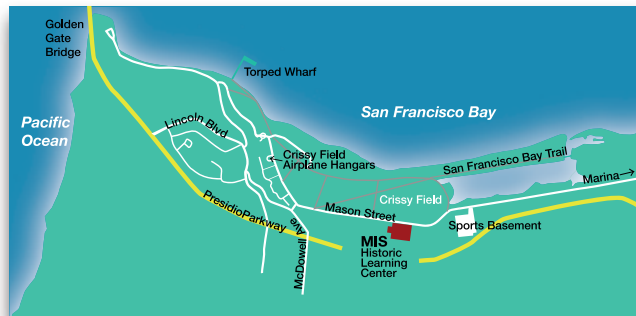 Golden
Gate
Bridge
Torped Wharf
San Francisco Bay
Pacific
Ocean
Lincoln Blvd
Crissy Field
Airplane Hangars
San Francisco Bay Trail
Marina→
Crissy Field
Mason Street
PresidioParkway
McDowell Ave
Sports Basement
MIS
Historic
Learning
Center